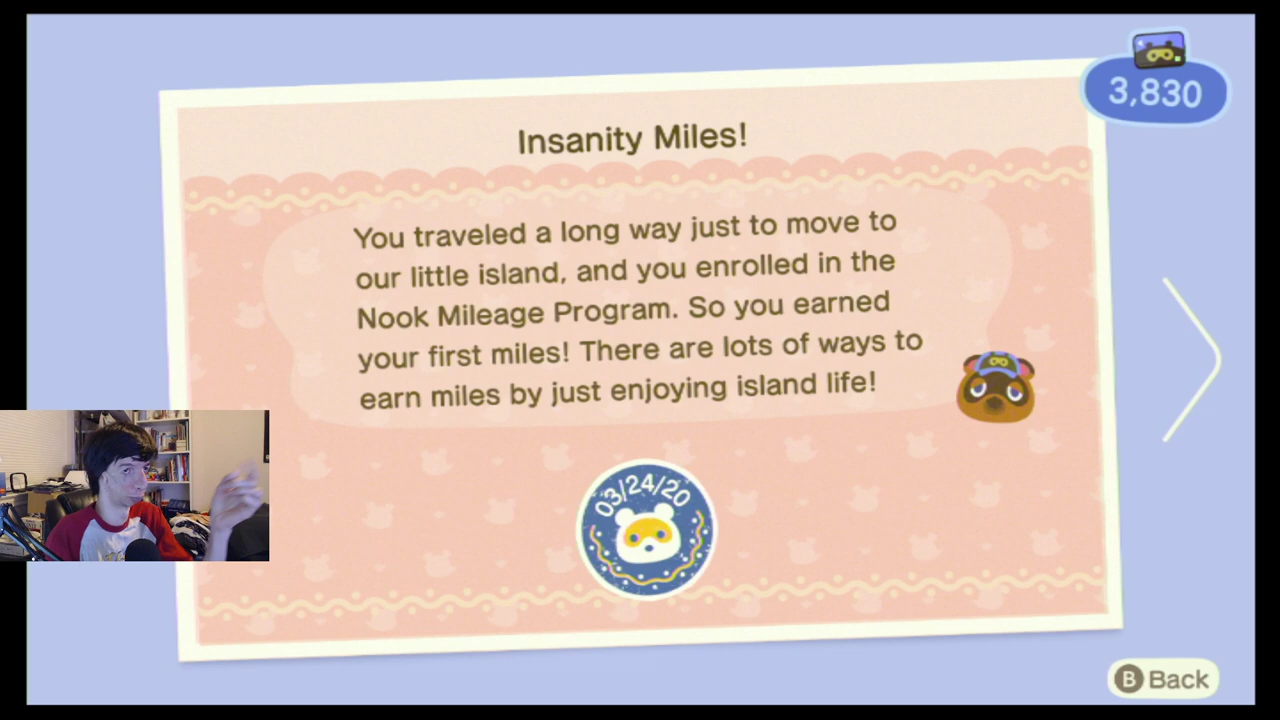 3,830
Insanity Miles!
You traveled a long way just to move to
our little island, and you enrolled in the
Nook Mileage Program. So you earned
your first miles! There are lots of ways to
earn miles by just enjoying island life!
03/24/20
B Back